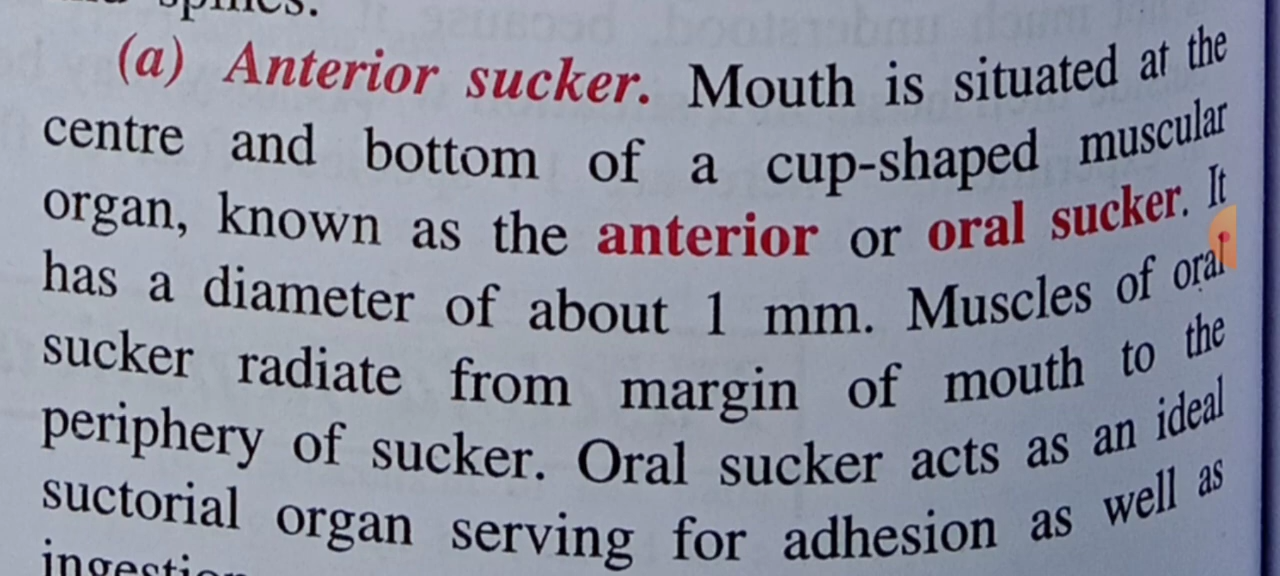 spines.
(a) Anterior sucker. Mouth is situated at the
centre and bottom of a cup-shaped muscular
organ, known as the anterior or oral sucker. It
has a diameter of about 1 mm. Muscles of oral
sucker radiate from margin of mouth to the
periphery of sucker. Oral sucker acts as an ideal
suctorial organ serving for adhesion as well as
ingestion